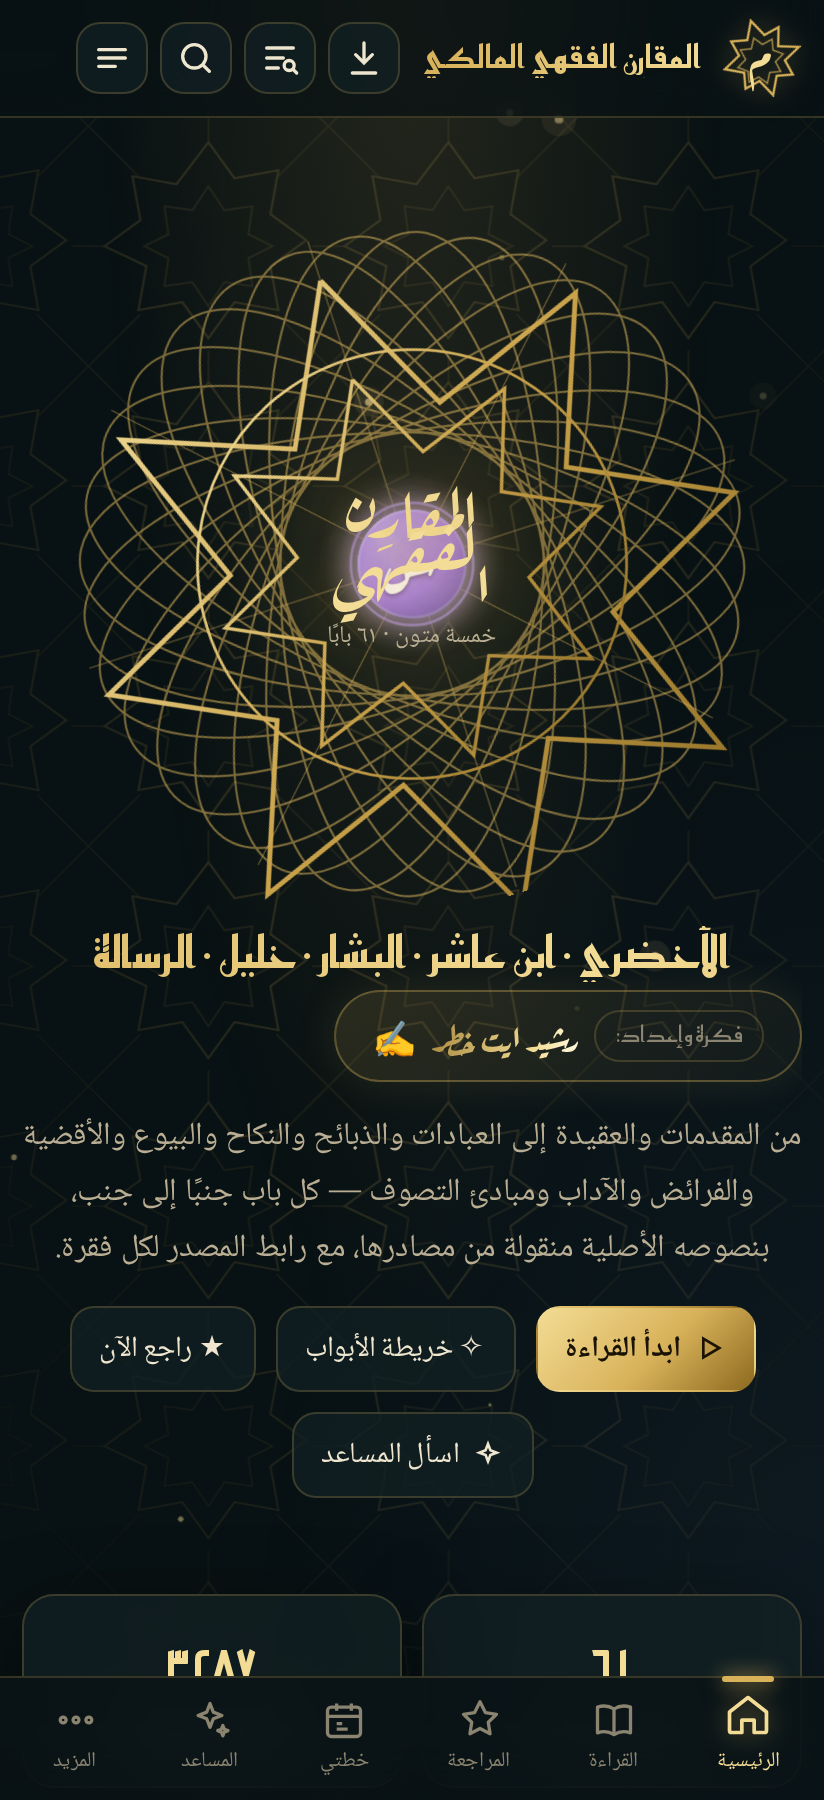 م
المقارن الفقهي المالكي
المقارن
الفقهي
خمسة متون · ٦١ بابًا
الأخضري · ابن عاشر · البشار · خليل · الرسالة
فكرة وإعداد:
رشيد ايت خطر ✍️
من المقدمات والعقيدة إلى العبادات والذبائح والنكاح والبيوع والأقضية
والفرائض والآداب ومبادئ التصوف — كل باب جنبًا إلى جنب،
بنصوصه الأصلية منقولة من مصادرها، مع رابط المصدر لكل فقرة.
ابدأ القراءة
✧ خريطة الأبواب
★ راجع الآن
اسأل المساعد
٦١
٣٢٨٧
الرئيسية
القراءة
المراجعة
خطتي
المساعد
المزيد